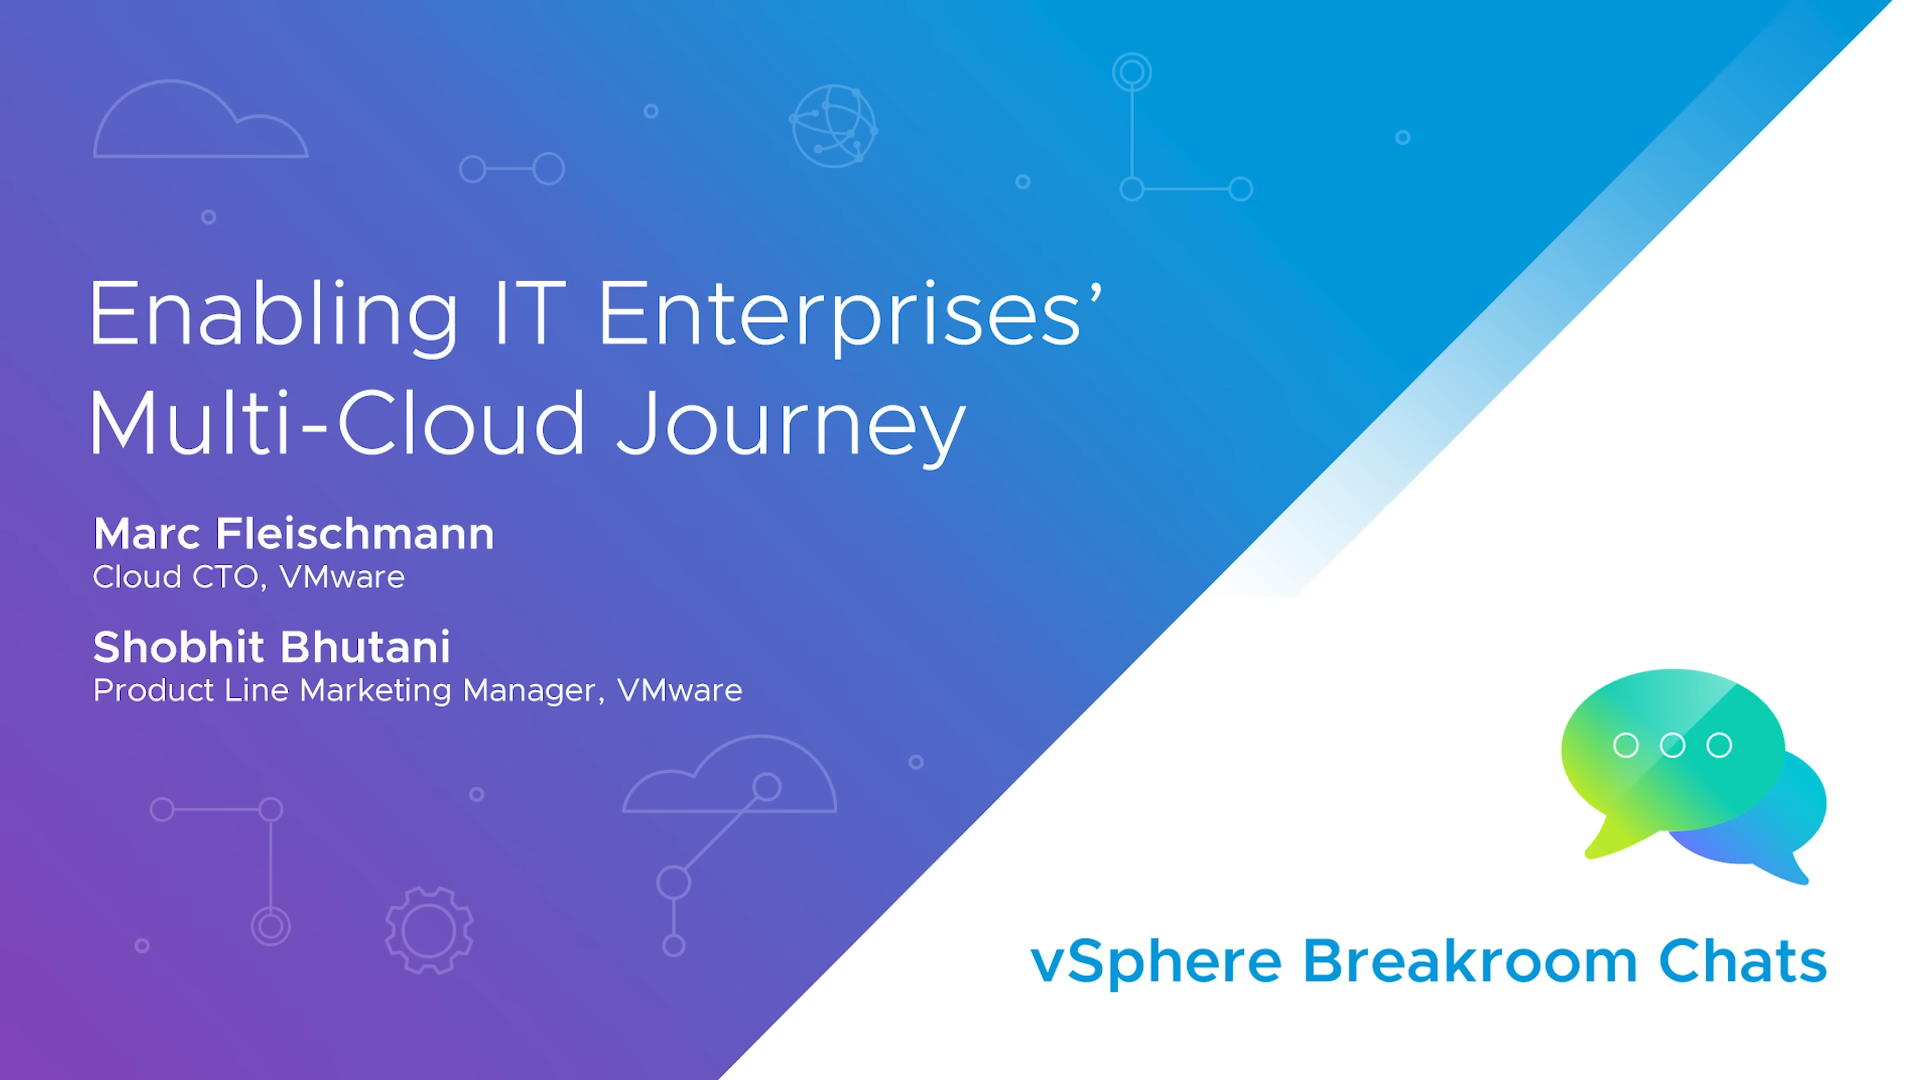 Enabling IT Enterprises’
Multi-Cloud Journey
Marc Fleischmann
Cloud CTO, VMware
Shobhit Bhutani
Product Line Marketing Manager, VMware
vSphere Breakroom Chats